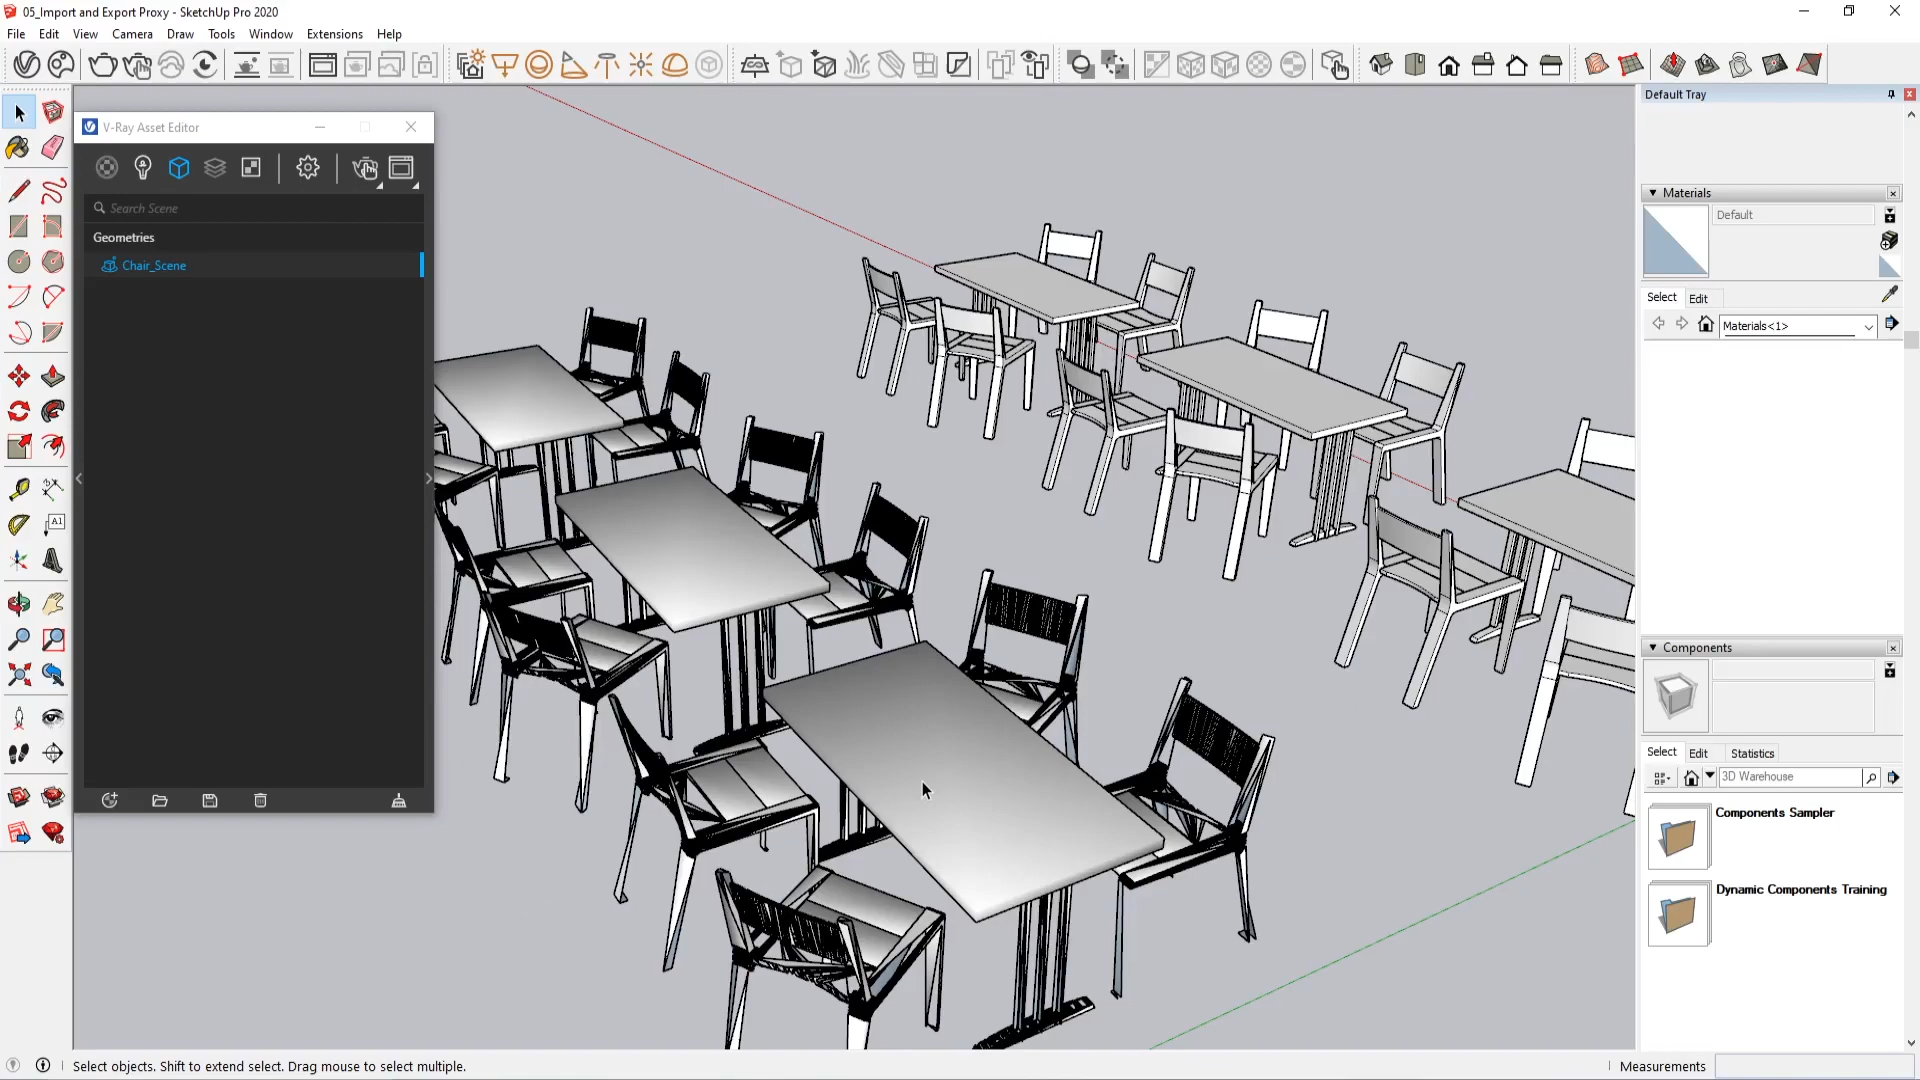 05_Import and Export Proxy - SketchUp Pro 2020
File Edit View Camera Draw Tools Window Extensions Help
Default Tray
V-Ray Asset Editor
Search Scene
Geometries
Chair_Scene
Materials
Default
Select Edit
Materials<1>
A1
Components
Select Edit Statistics
3D Warehouse
Components Sampler
Dynamic Components Training
Select objects. Shift to extend select. Drag mouse to select multiple.
Measurements